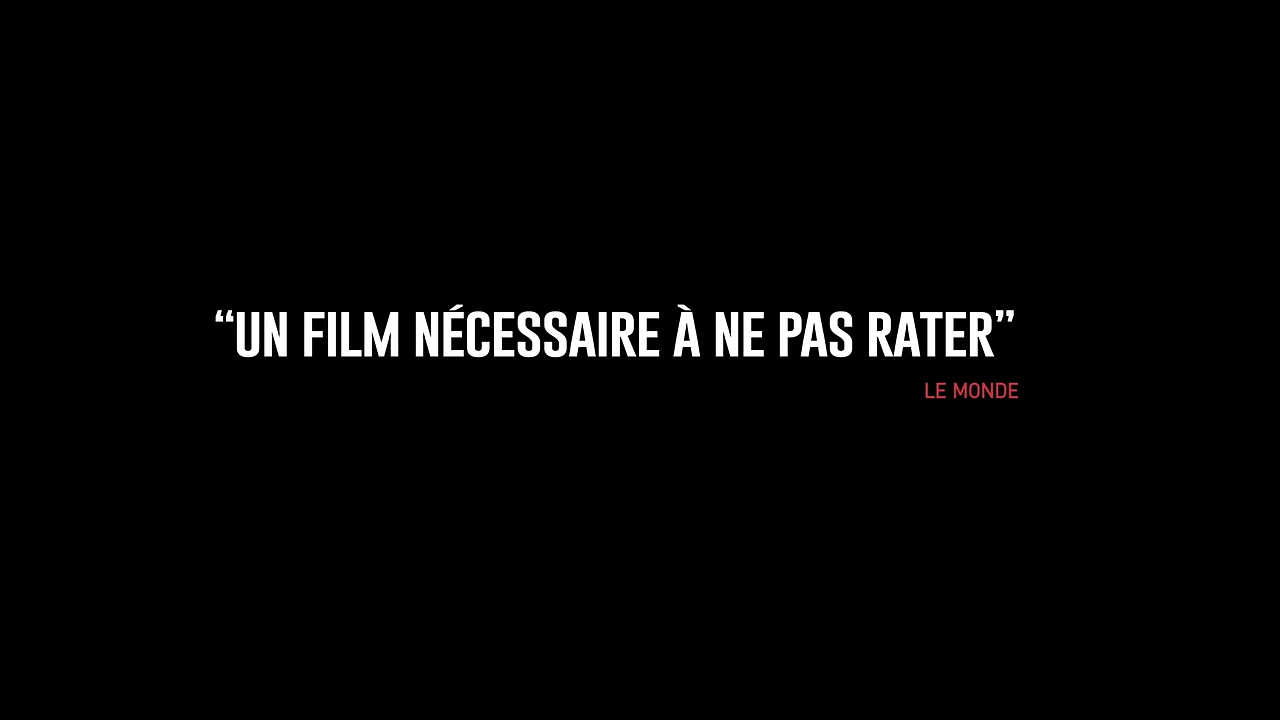 “UN FILM NÉCESSAIRE À NE PAS RATER”
LE MONDE